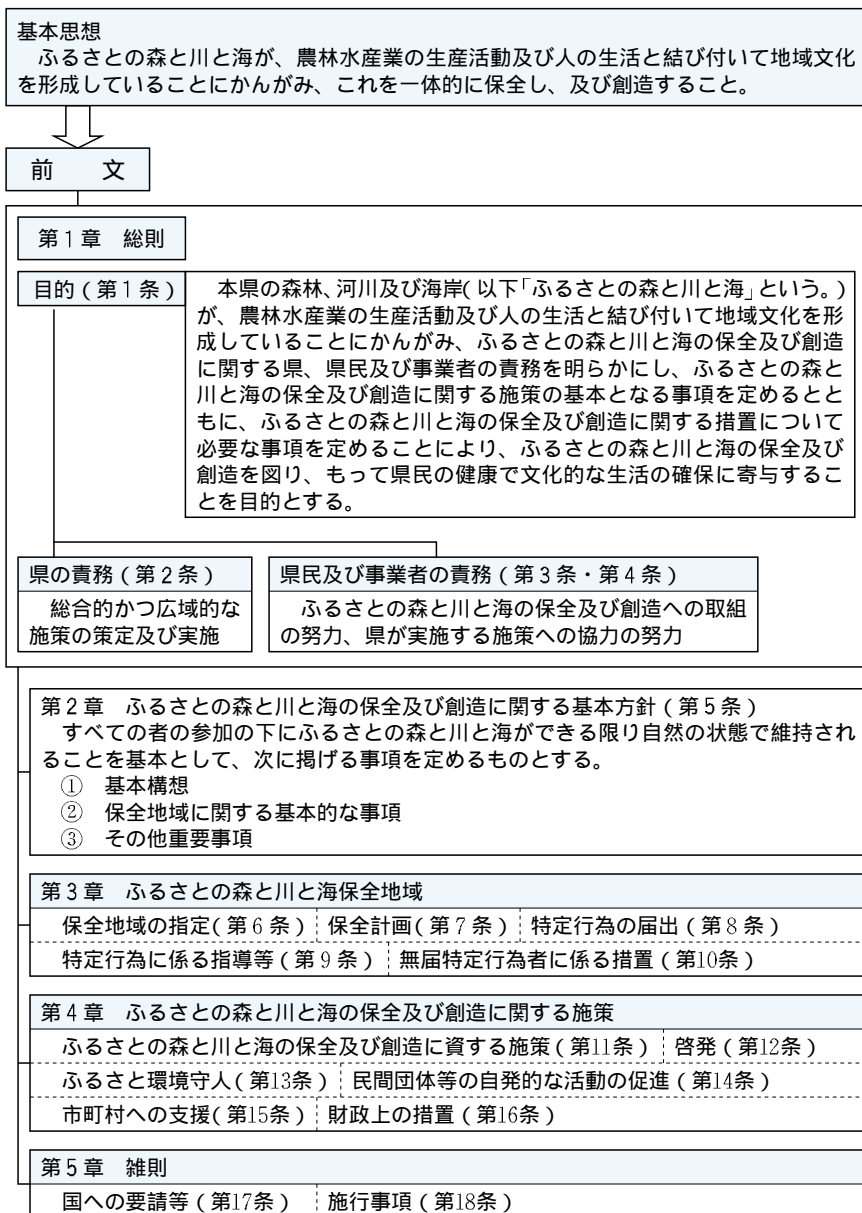 基本思想
ふるさとの森と川と海が、農林水産業の生産活動及び人の生活と結び付いて地域文化
を形成していることにかんがみ、これを一体的に保全し、及び創造すること。
前　文
第1章　総則
目的（第1条）
本県の森林、河川及び海岸（以下「ふるさとの森と川と海」という。）
が、農林水産業の生産活動及び人の生活と結び付いて地域文化を形
成していることにかんがみ、ふるさとの森と川と海の保全及び創造
に関する県、県民及び事業者の責務を明らかにし、ふるさとの森と
川と海の保全及び創造に関する施策の基本となる事項を定めるとと
もに、ふるさとの森と川と海の保全及び創造に関する措置について
必要な事項を定めることにより、ふるさとの森と川と海の保全及び
創造を図り、もって県民の健康で文化的な生活の確保に寄与するこ
とを目的とする。
県の責務（第2条）
総合的かつ広域的な
施策の策定及び実施
県民及び事業者の責務（第3条・第4条）
ふるさとの森と川と海の保全及び創造への取組
の努力、県が実施する施策への協力の努力
第2章　ふるさとの森と川と海の保全及び創造に関する基本方針（第5条）
すべての者の参加の下にふるさとの森と川と海ができる限り自然の状態で維持され
ることを基本として、次に掲げる事項を定めるものとする。
①　基本構想
②　保全地域に関する基本的な事項
③　その他重要事項
第3章　ふるさとの森と川と海保全地域
保全地域の指定（第6条）　保全計画（第7条）　特定行為の届出（第8条）
特定行為に係る指導等（第9条）　無届特定行為者に係る措置（第10条）
第4章　ふるさとの森と川と海の保全及び創造に関する施策
ふるさとの森と川と海の保全及び創造に資する施策（第11条）　啓発（第12条）
ふるさと環境守人（第13条）　民間団体等の自発的な活動の促進（第14条）
市町村への支援（第15条）　財政上の措置（第16条）
第5章　雑則
国への要請等（第17条）　施行事項（第18条）